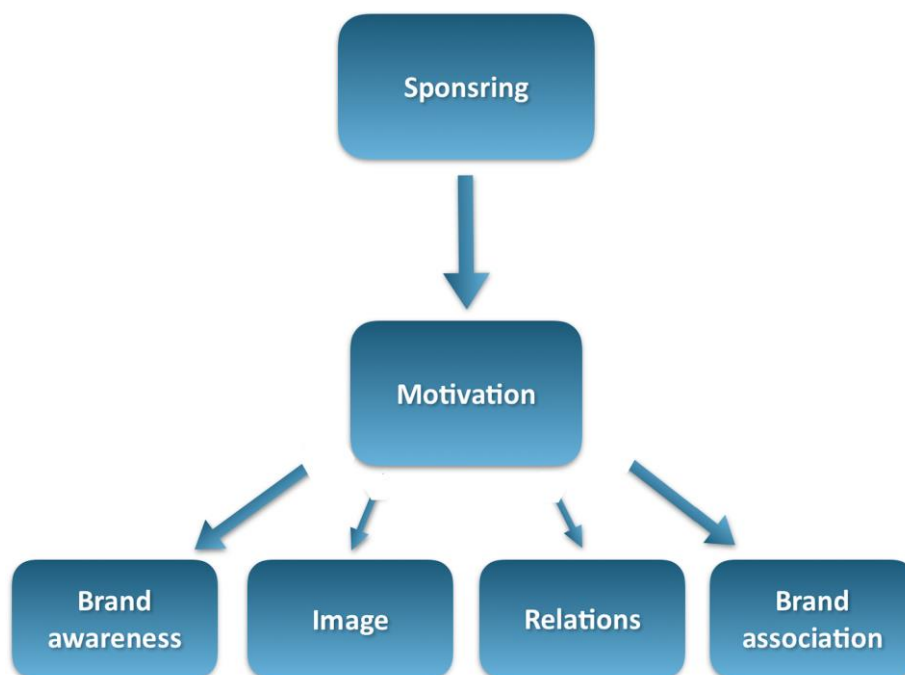 Sponsring
Motivation
Brand
awareness
Image
Relations
Brand
association